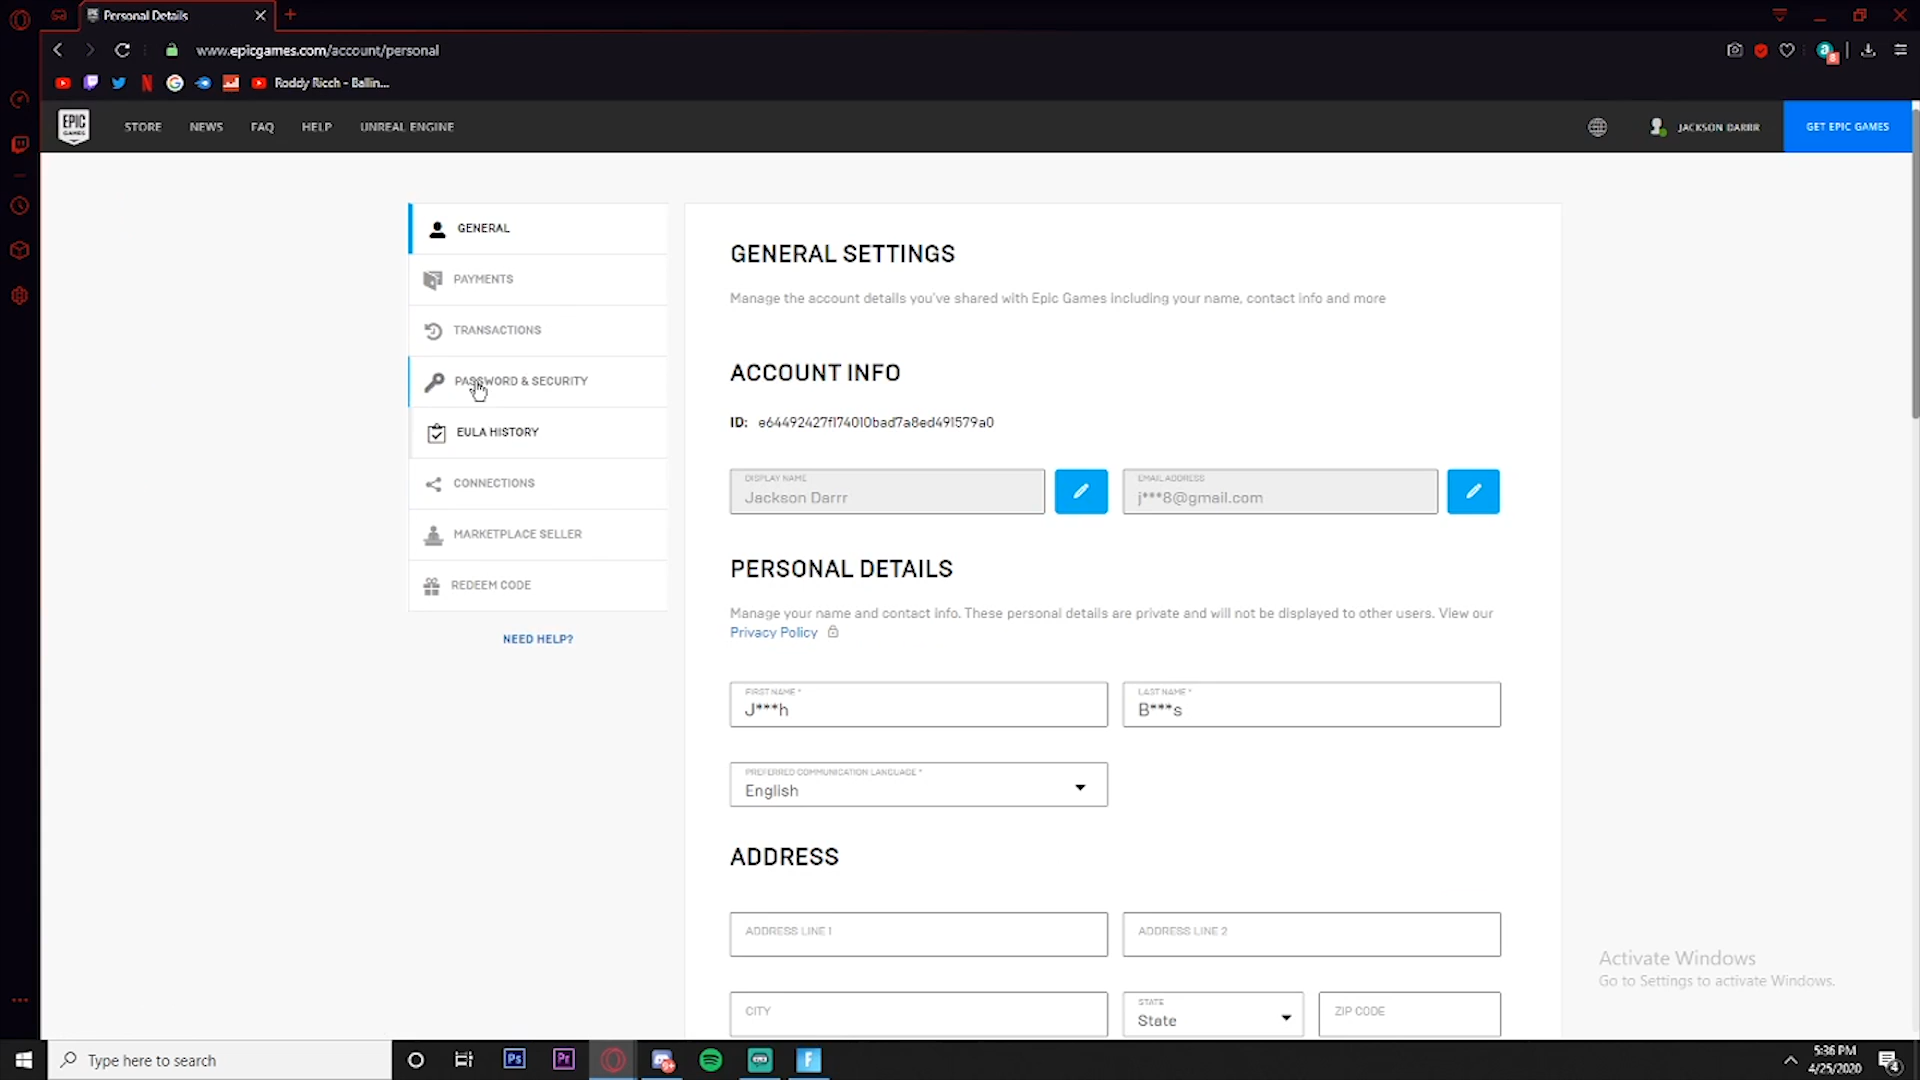 Personal Details
www.epicgames.com/account/personal
a
8
Roddy Ricch - Ballin...
EPIC GAMES
STORE NEWS FAQ HELP UNREAL ENGINE
JACKSON DARRR
GET EPIC GAMES
GENERAL
PAYMENTS
TRANSACTIONS
PASSWORD & SECURITY
EULA HISTORY
CONNECTIONS
MARKETPLACE SELLER
REDEEM CODE
NEED HELP?
GENERAL SETTINGS
Manage the account details you've shared with Epic Games including your name, contact info and more
ACCOUNT INFO
ID: e64492427f174010bad7a8ed491579a0
DISPLAY NAME
Jackson Darrr
EMAIL ADDRESS
j***8@gmail.com
PERSONAL DETAILS
Manage your name and contact info. These personal details are private and will not be displayed to other users. View our
Privacy Policy
FIRST NAME *
J***h
LAST NAME *
B***s
PREFERRED COMMUNICATION LANGUAGE *
English
ADDRESS
ADDRESS LINE 1
ADDRESS LINE 2
CITY
STATE
State
ZIP CODE
Activate Windows
Go to Settings to activate Windows.
Type here to search
Ps
Pr
F
5:36 PM
4/25/2020
4